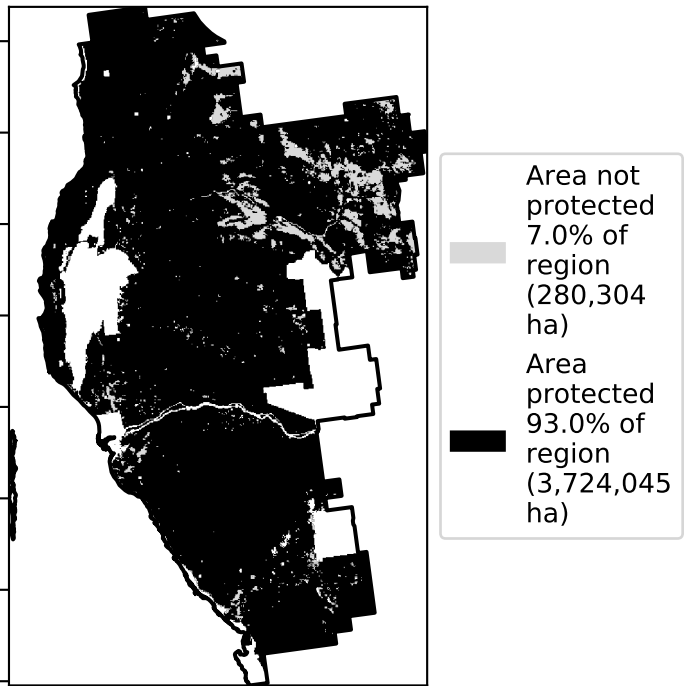 Area not
protected
7.0% of
region
(280,304
ha)
Area
protected
93.0% of
region
(3,724,045
ha)